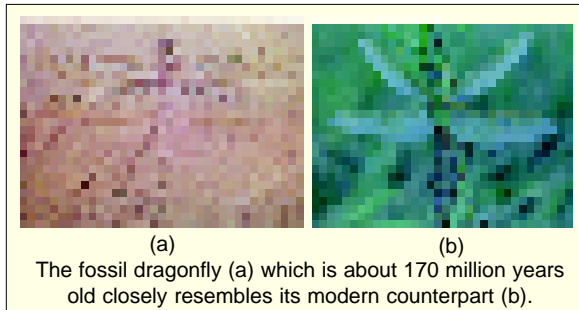 (a)
(b)
The fossil dragonfly (a) which is about 170 million years
old closely resembles its modern counterpart (b).